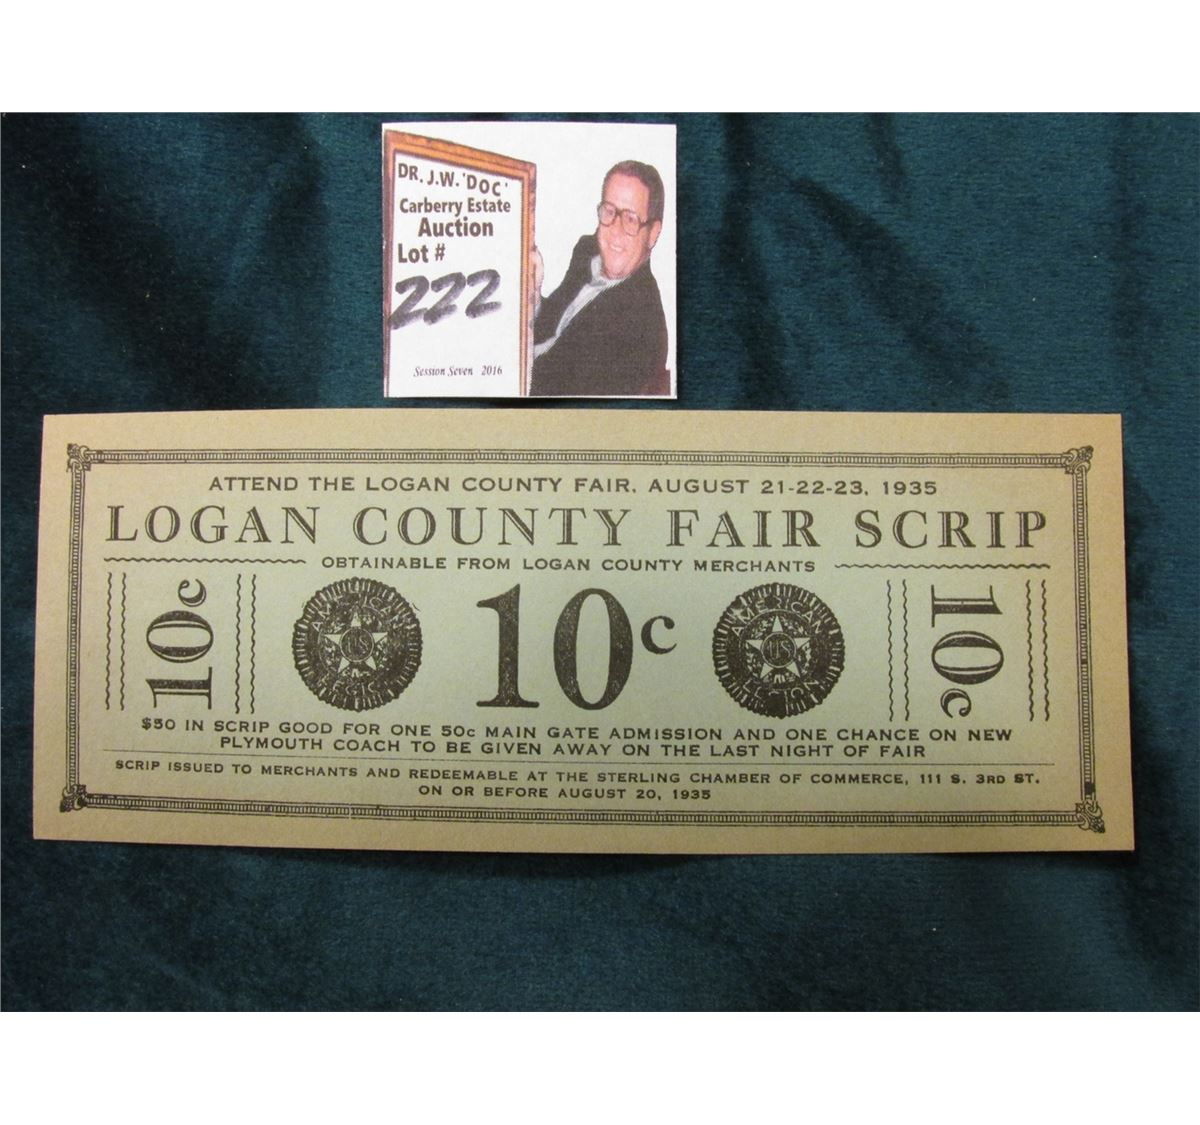 DR. J.W. 'DOC'
Carberry Estate
Auction
Lot #
222
Session Seven 2016
ATTEND THE LOGAN COUNTY FAIR, AUGUST 21-22-23, 1935
LOGAN COUNTY FAIR SCRIP
OBTAINABLE FROM LOGAN COUNTY MERCHANTS
10c
AMERICAN
US
10c
AMERICAN
US
LEGION
10c
$50 IN SCRIP GOOD FOR ONE 50c MAIN GATE ADMISSION AND ONE CHANCE ON NEW
PLYMOUTH COACH TO BE GIVEN AWAY ON THE LAST NIGHT OF FAIR
SCRIP ISSUED TO MERCHANTS AND REDEEMABLE AT THE STERLING CHAMBER OF COMMERCE, 111 S. 3RD ST.
ON OR BEFORE AUGUST 20, 1935